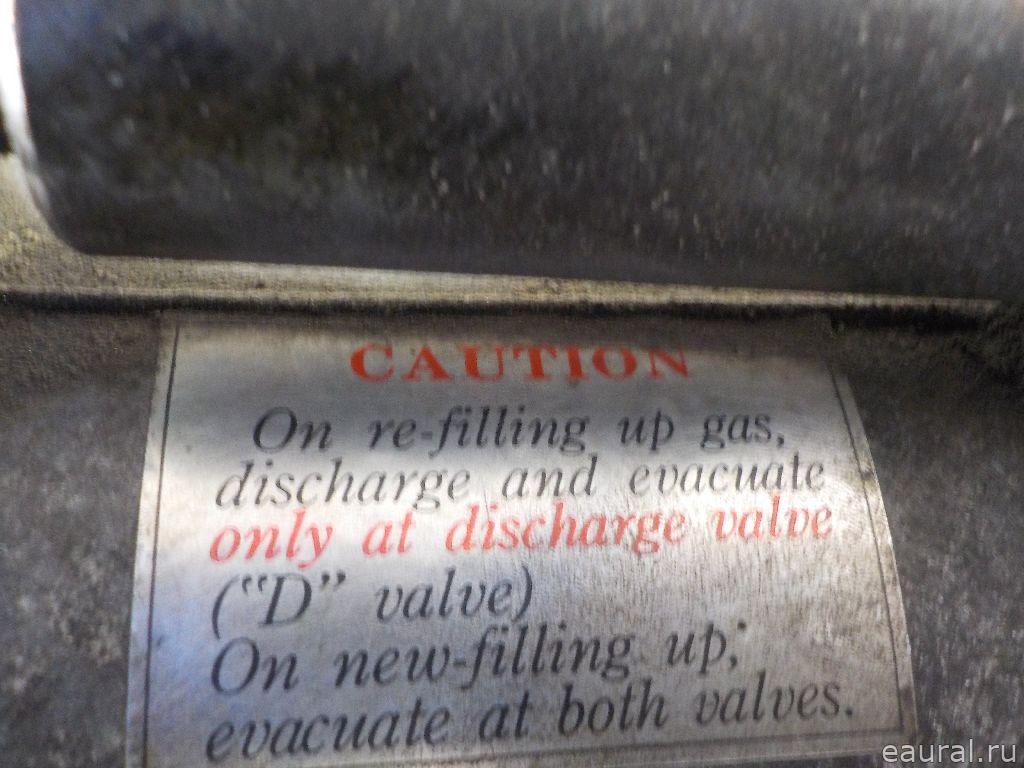 CAUTION
On re-filling up gas,
discharge and evacuate
only at discharge valve
("D" valve)
On new-filling up,
evacuate at both valves.
eaural.ru